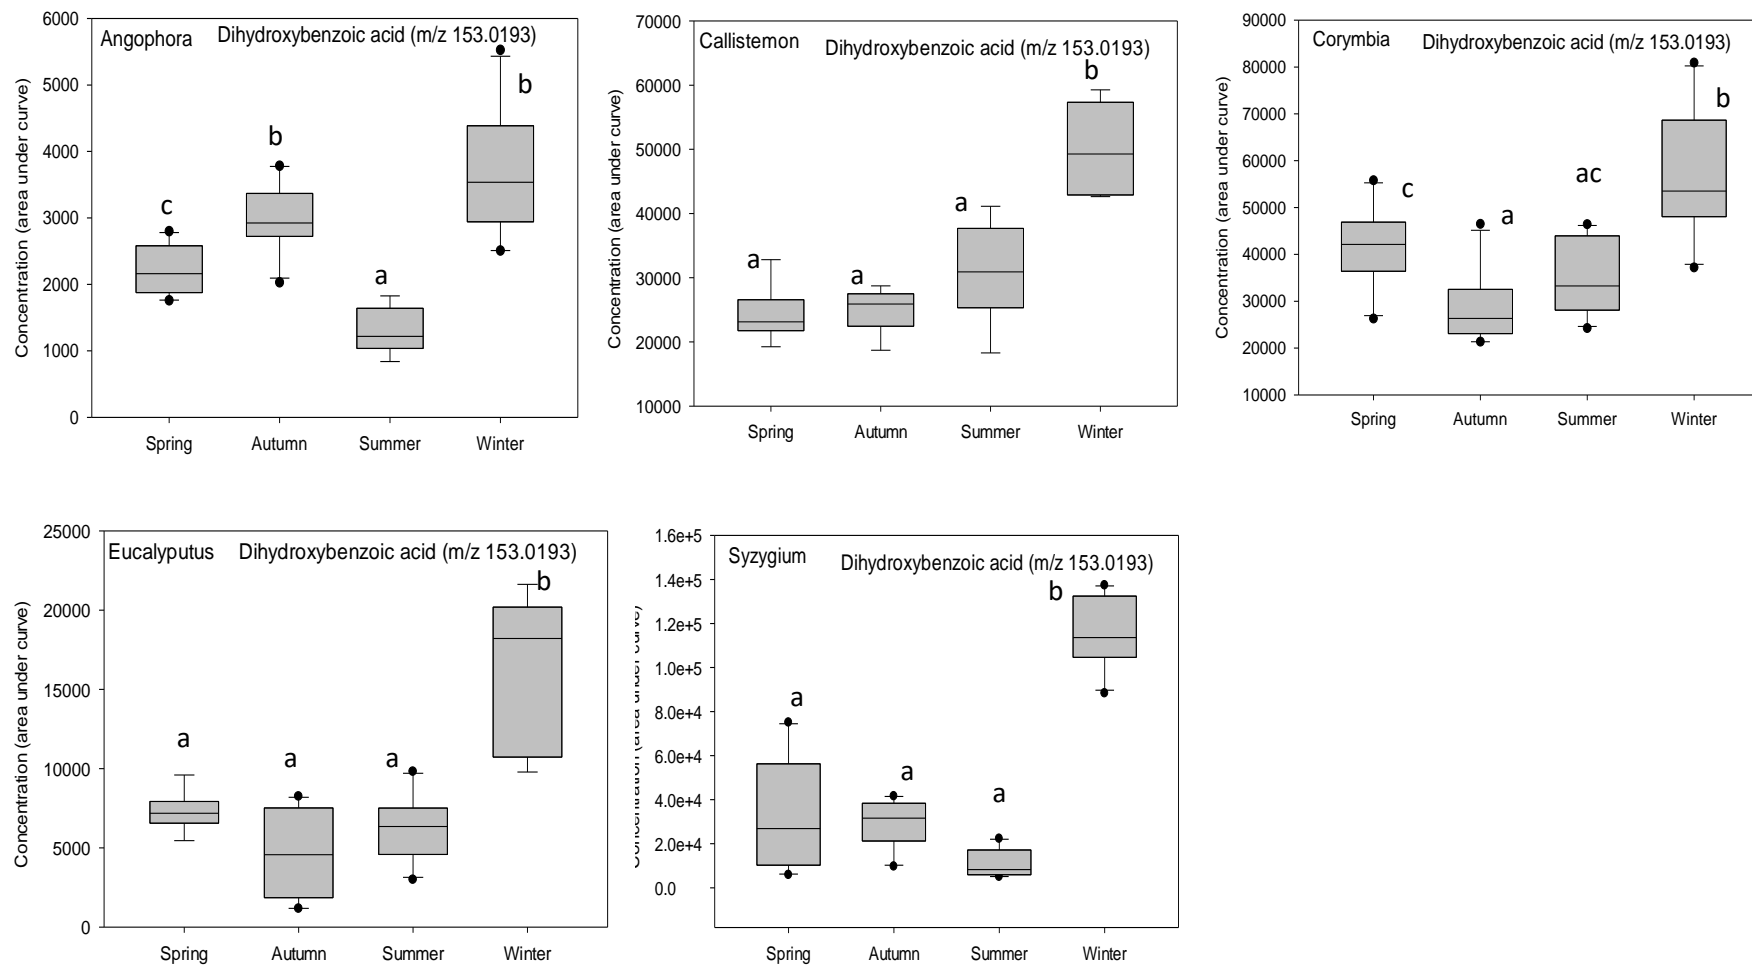 Angophora Dihydroxybenzoic acid (m/z 153.0193)
Concentration (area under curve)
6000
5000
4000
3000
2000
1000
0
c
b
a
b
Spring Autumn Summer Winter
Callistemon Dihydroxybenzoic acid (m/z 153.0193)
Concentration (area under curve)
70000
60000
50000
40000
30000
20000
10000
a
a
a
b
Spring Autumn Summer Winter
Corymbia Dihydroxybenzoic acid (m/z 153.0193)
Concentration (area under curve)
90000
80000
70000
60000
50000
40000
30000
20000
10000
c
a
ac
b
Spring Autumn Summer Winter
Eucalyputus Dihydroxybenzoic acid (m/z 153.0193)
Concentration (area under curve)
25000
20000
15000
10000
5000
0
a
a
a
b
Spring Autumn Summer Winter
Syzygium Dihydroxybenzoic acid (m/z 153.0193)
Concentration (area under curve)
1.6e+5
1.4e+5
1.2e+5
1.0e+5
8.0e+4
6.0e+4
4.0e+4
2.0e+4
0.0
a
a
a
b
Spring Autumn Summer Winter